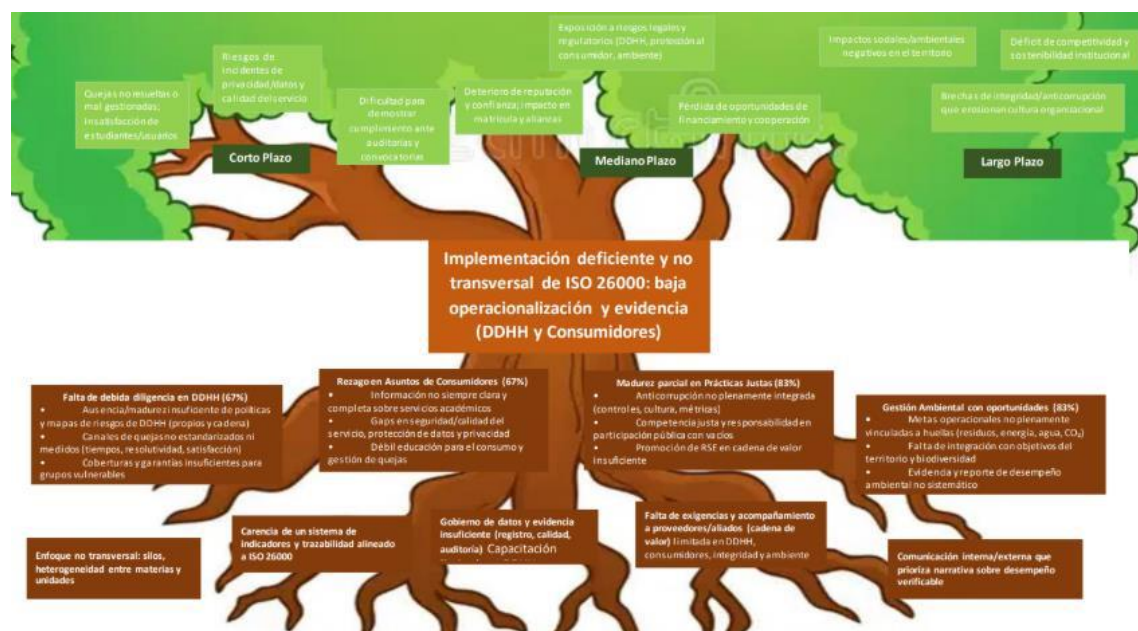 Exposición a riesgos legales y
regulatorios (DDHH, protección al
consumidor, ambiente)
Impactos sociales/ambientales
negativos en el territorio
Déficit de competitividad y
sostenibilidad institucional
Riesgos de
incidentes de
privacidad/datos y
calidad del servicio
Quejas no resueltas o
mal gestionadas;
insatisfacción de
estudiantes/usuarios
Dificultad para
demostrar
cumplimiento ante
auditorías y
convocatorias
Deterioro de reputación
y confianza; impacto en
matrícula y alianzas
Pérdida de oportunidades de
financiamiento y cooperación
Brechas de integridad/anticorrupción
que erosionan cultura organizacional
Corto Plazo
Mediano Plazo
Largo Plazo
Implementación deficiente y no
transversal de ISO 26000: baja
operacionalización y evidencia
(DDHH y Consumidores)
Falta de debida diligencia en DDHH (67%)
• Ausencia/madurez insuficiente de políticas
y mapas de riesgos de DDHH (propios y cadena)
• Canales de quejas no estandarizados ni
medidos (tiempos, resolutividad, satisfacción)
• Coberturas y garantías insuficientes para
grupos vulnerables
Rezago en Asuntos de Consumidores (67%)
• Información no siempre clara y
completa sobre servicios académicos
• Gaps en seguridad/calidad del
servicio, protección de datos y privacidad
• Débil educación para el consumo y
gestión de quejas
Madurez parcial en Prácticas Justas (83%)
• Anticorrupción no plenamente integrada
(controles, cultura, métricas)
• Competencia justa y responsabilidad en
participación pública con vacíos
• Promoción de RSE en cadena de valor
insuficiente
Gestión Ambiental con oportunidades (83%)
• Metas operacionales no plenamente
vinculadas a huellas (residuos, energía, agua, CO₂)
• Falta de integración con objetivos del
territorio y biodiversidad
• Evidencia y reporte de desempeño
ambiental no sistemático
Enfoque no transversal: silos,
heterogeneidad entre materias y
unidades
Carencia de un sistema de
indicadores y trazabilidad alineado
a ISO 26000
Gobierno de datos y evidencia
insuficiente (registro, calidad,
auditoría) Capacitación
Falta de exigencias y acompañamiento
a proveedores/aliados (cadena de
valor) limitada en DDHH,
consumidores, integridad y ambiente
Comunicación interna/externa que
prioriza narrativa sobre desempeño
verificable